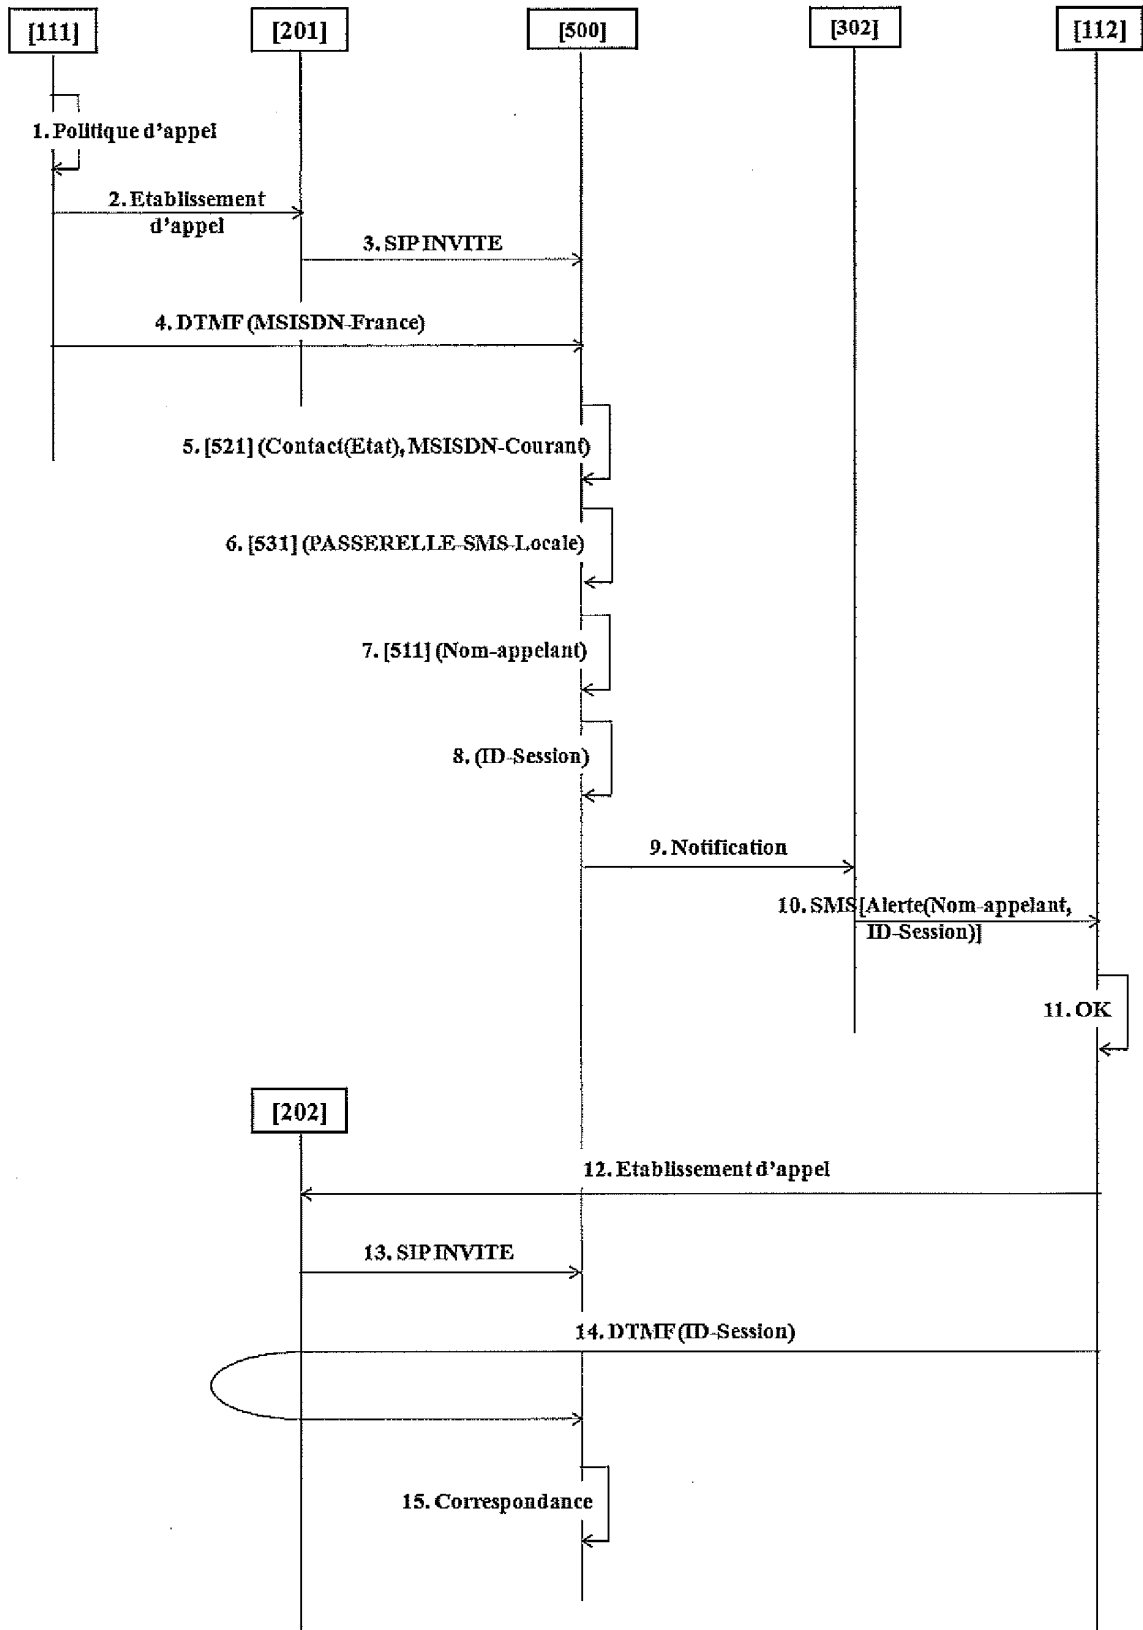 [111] [201] [500] [302] [112]
1. Politique d'appel
2. Etablissement
d'appel
3. SIP INVITE
4. DTMF (MSISDN-France)
5. [521] (Contact(Etat), MSISDN-Courant)
6. [531] (PASSERELLE-SMS-Locale)
7. [511] (Nom-appelant)
8. (ID-Session)
9. Notification
10. SMS[Alerte(Nom-appelant,
ID-Session)]
11. OK
[202]
12. Etablissement d'appel
13. SIP INVITE
14. DTMF(ID-Session)
15. Correspondance